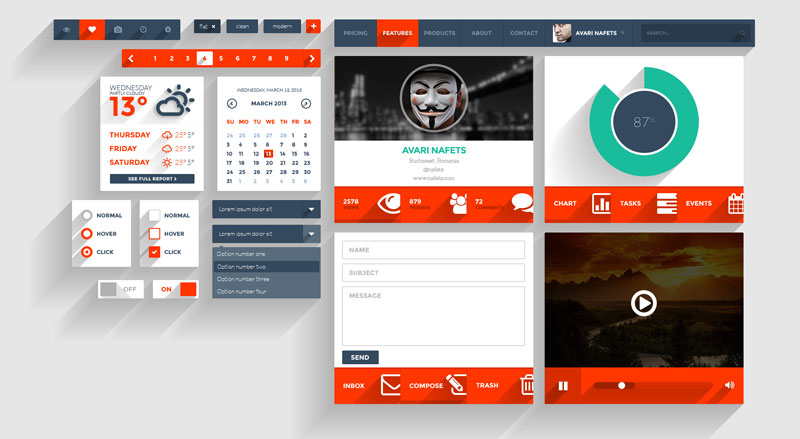 flat × clean modern +
1 2 3 4 5 6 7 8 9
WEDNESDAY
PARTLY CLOUDY
13°
THURSDAY 25° 5°
FRIDAY 25° 5°
SATURDAY 25° 5°
SEE FULL REPORT >
WEDNESDAY, MARCH 13, 2013
MARCH 2013
SU MO TU WE TH FR SA
24 25 26 27 28 1 2
3 4 5 6 7 8 9
10 11 12 13 14 15 16
17 18 19 20 21 22 23
24 25 26 27 28 29 30
31 1 2 3 4 5 6
NORMAL
HOVER
CLICK
NORMAL
HOVER
CLICK
OFF
ON
Lorem ipsum dolor sit
Lorem ipsum dolor sit
Option number one
Option number two
Option number three
Option number four
PRICING FEATURES PRODUCTS ABOUT CONTACT AVARI NAFETS SEARCH...
AVARI NAFETS
Bucharest, Romania
@nafets
www.nafets.com
2578 879 72
VIEWS FRIENDS COMMENTS
87%
CHART TASKS EVENTS
NAME
SUBJECT
MESSAGE
SEND
INBOX COMPOSE TRASH